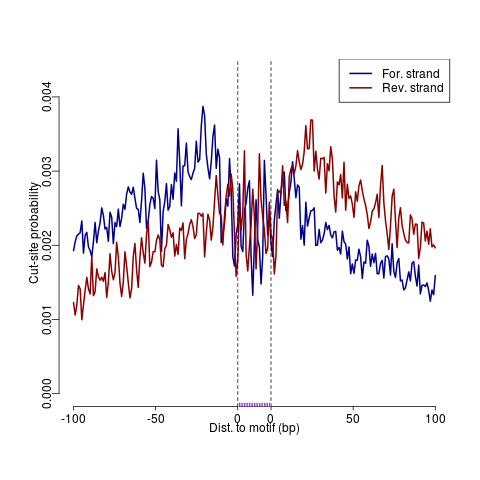 For. strand
Rev. strand
Cut-site probability
0.004
0.003
0.002
0.001
0.000
-100 -50 0 0 50 100
Dist. to motif (bp)